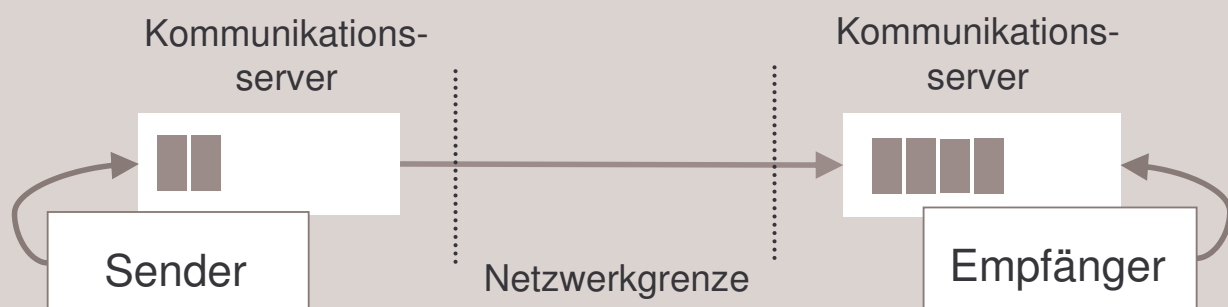 Kommunikations-
server
Kommunikations-
server
Sender
Netzwerkgrenze
Empfänger